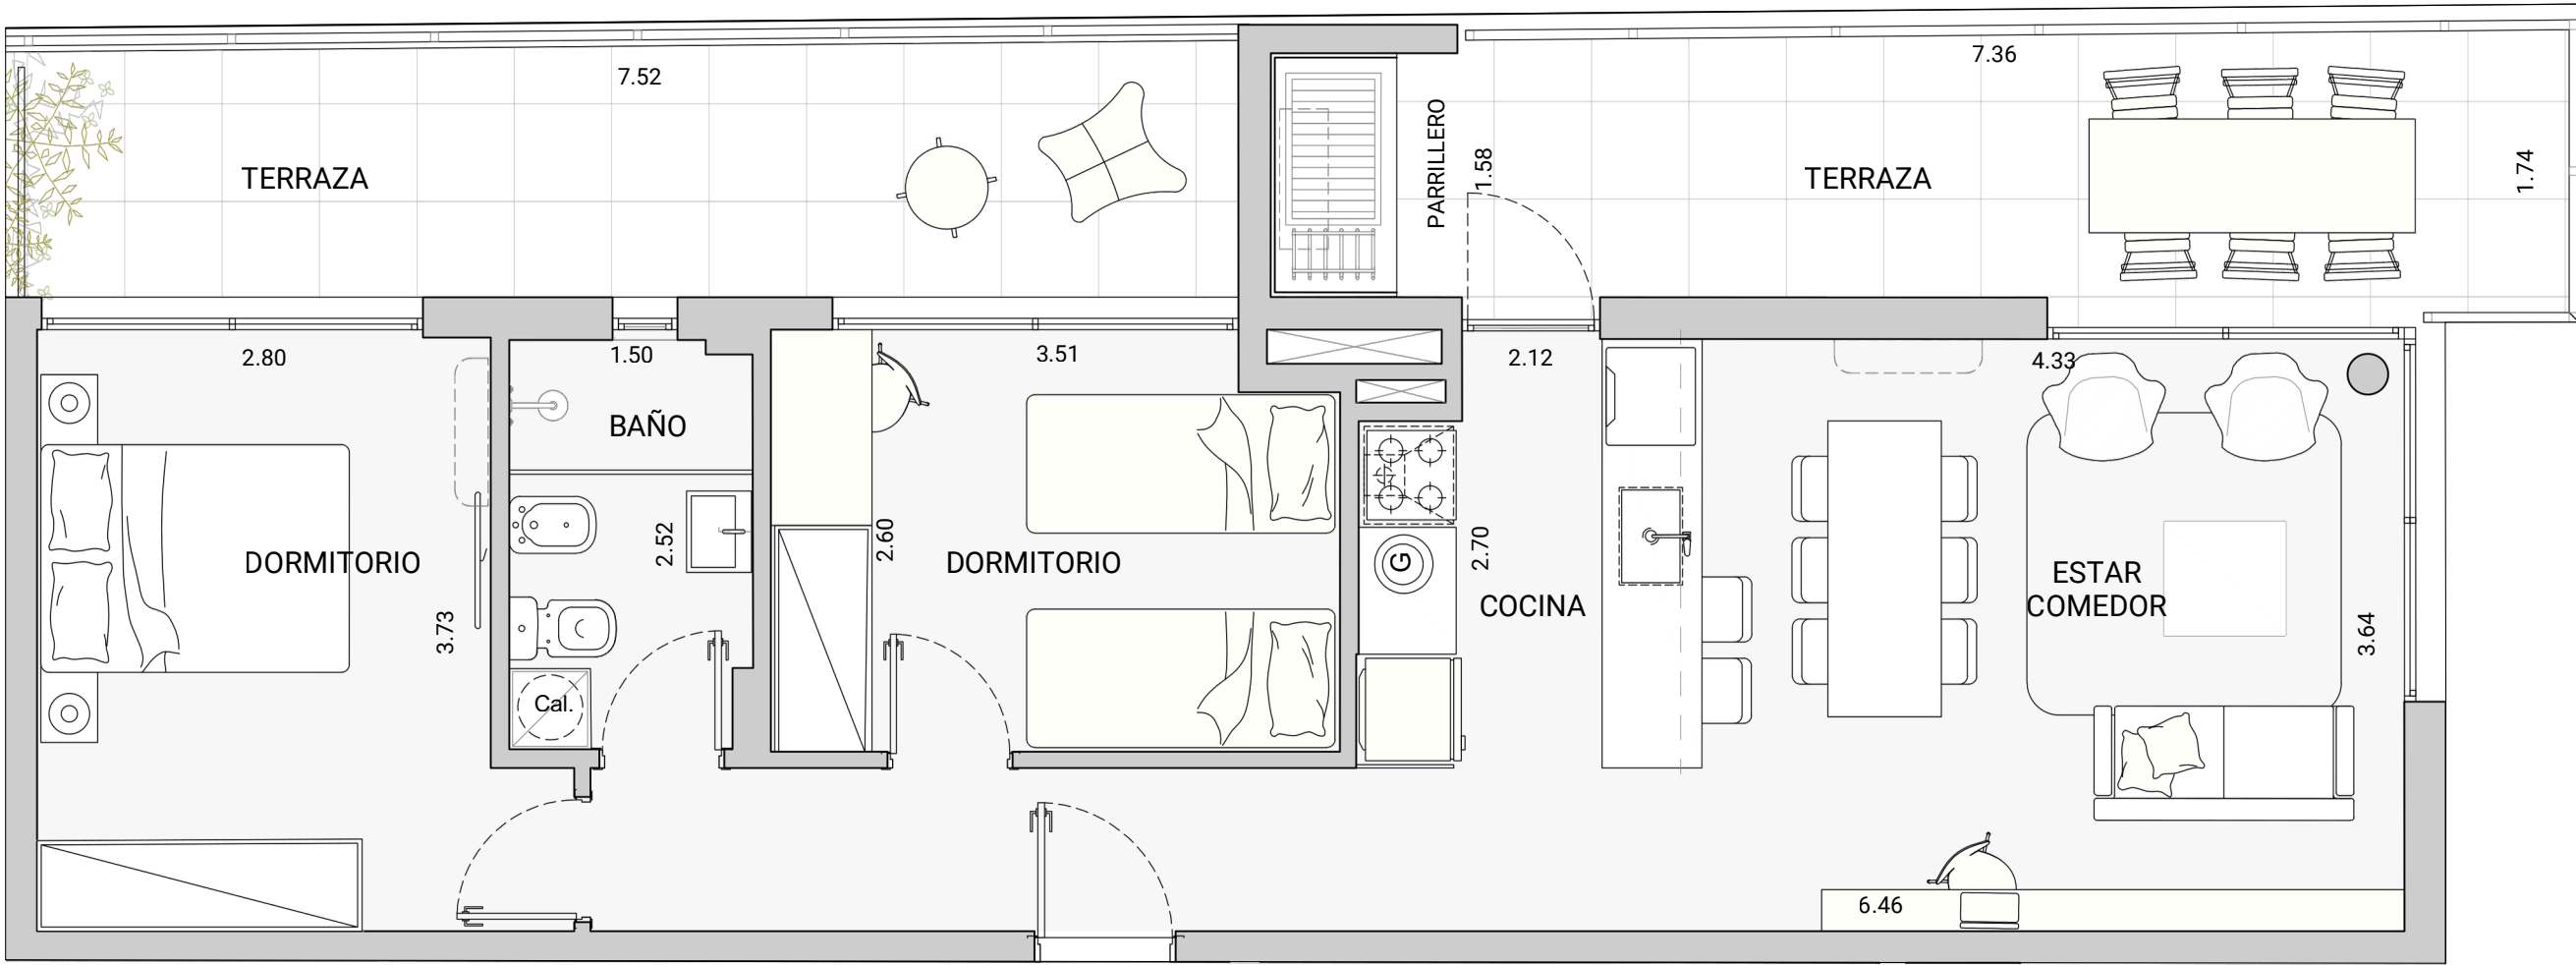 7.52
7.36
TERRAZA
PARRILLERO
1.58
TERRAZA
1.74
2.80
1.50
3.51
2.12
4.33
BAÑO
2.52
2.60
2.70
G
DORMITORIO
DORMITORIO
COCINA
ESTAR
COMEDOR
3.73
3.64
Cal.
6.46